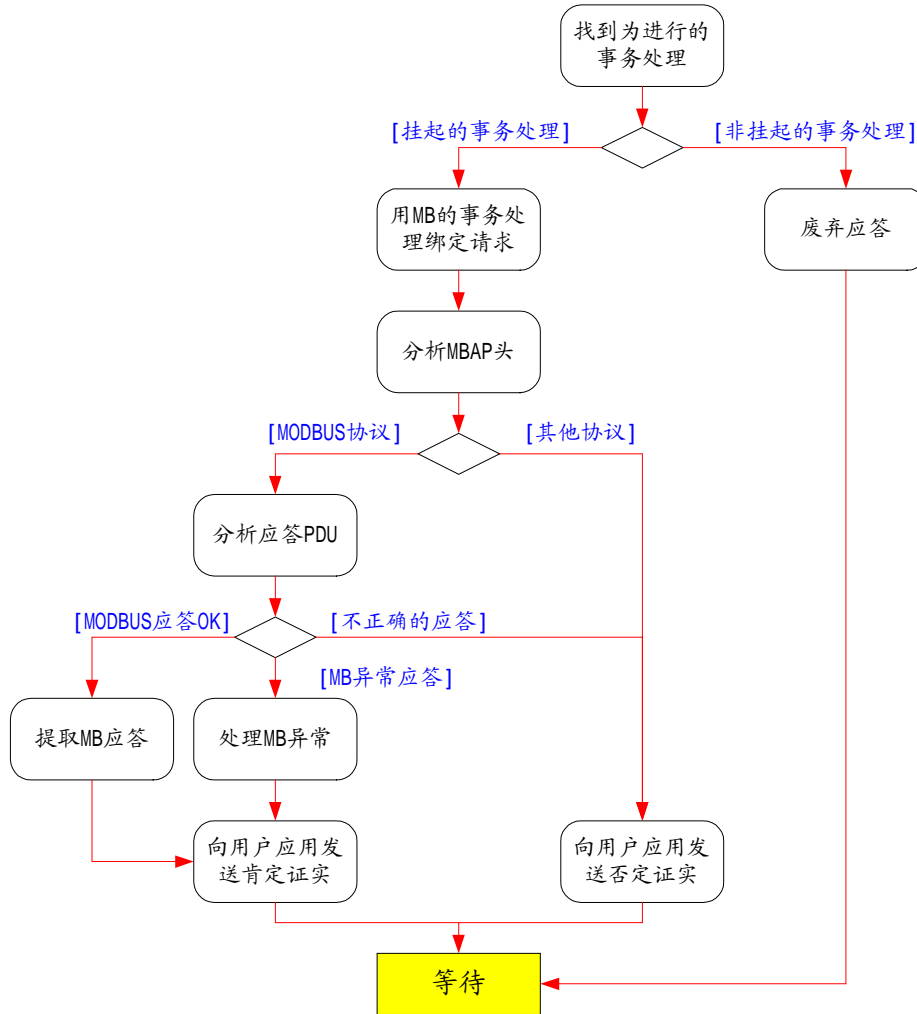 找到为进行的
事务处理
[挂起的事务处理]
[非挂起的事务处理]
用MB的事务处
理绑定请求
废弃应答
分析MBAP头
[MODBUS协议]
[其他协议]
分析应答PDU
[MODBUS应答OK]
[不正确的应答]
[MB异常应答]
提取MB应答
处理MB异常
向用户应用发
送肯定证实
向用户应用发
送否定证实
等待